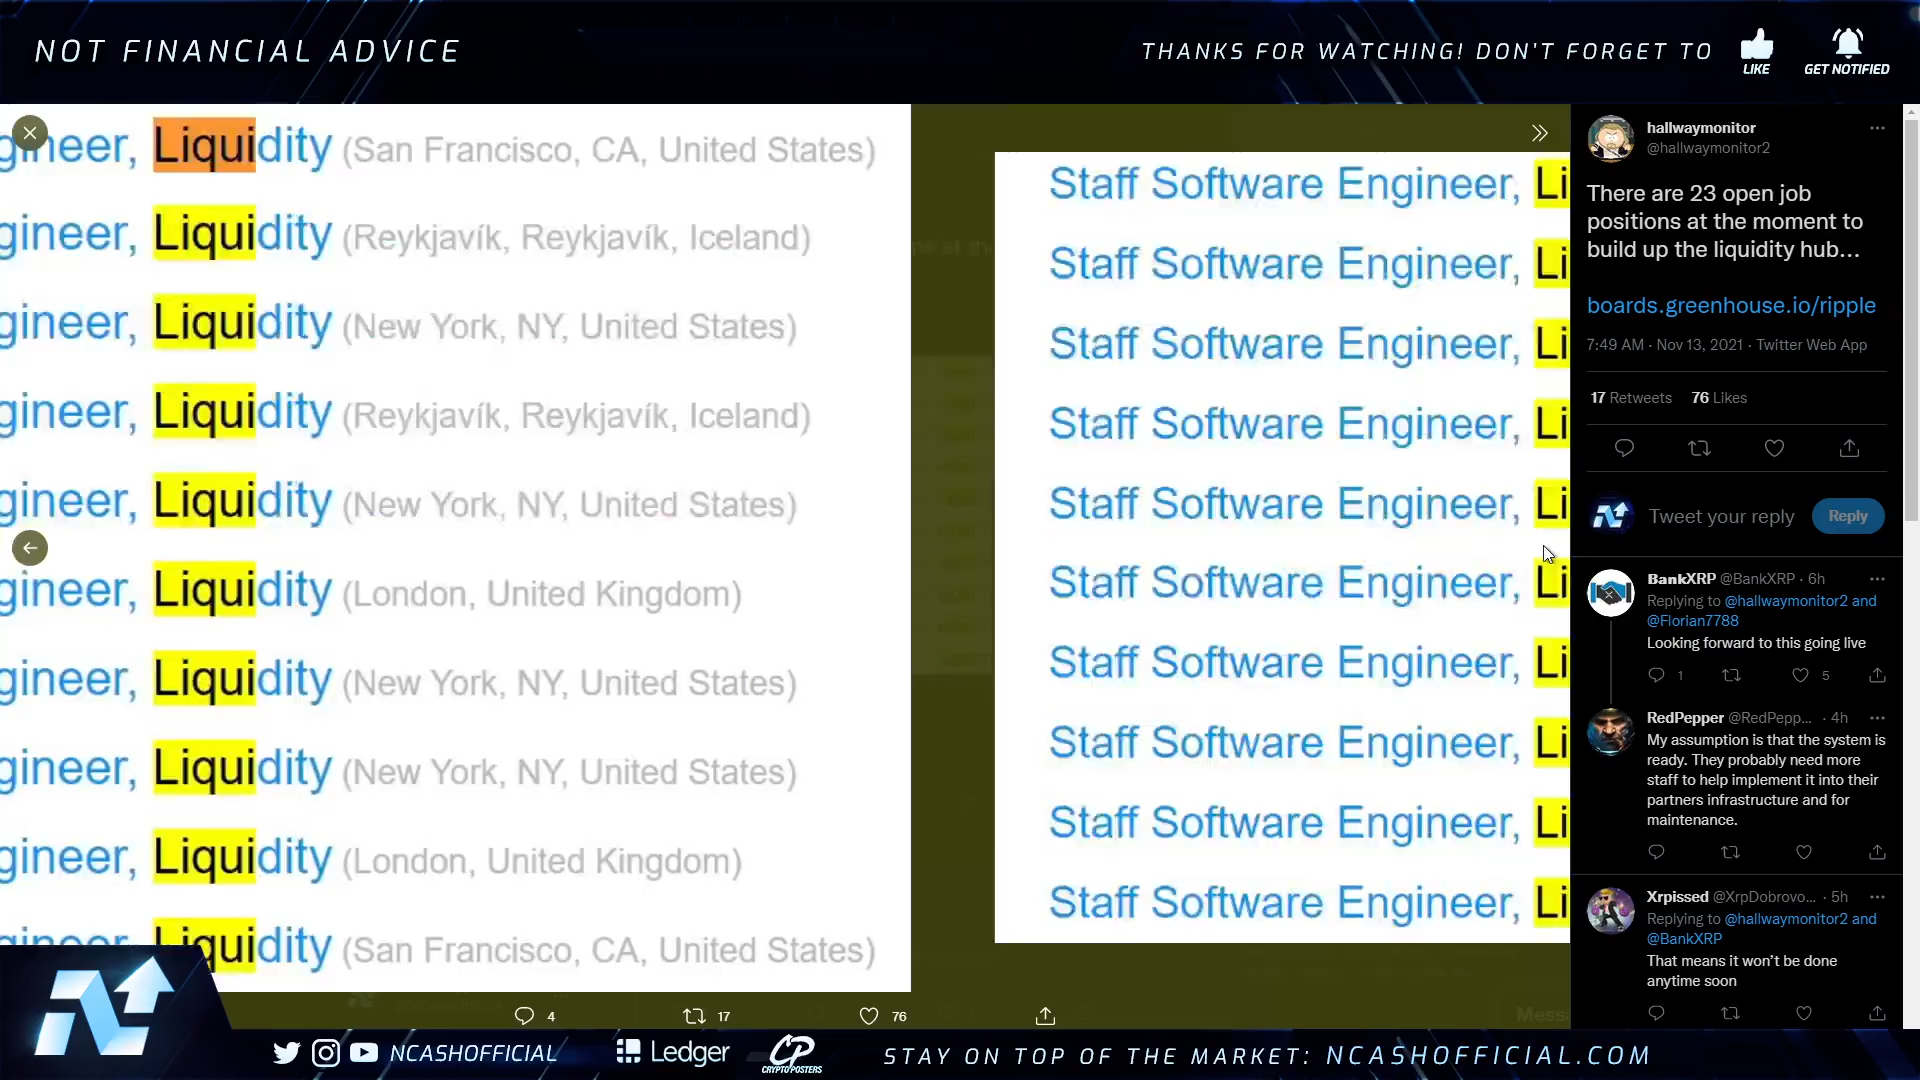 NOT FINANCIAL ADVICE
THANKS FOR WATCHING! DON'T FORGET TO
LIKE
GET NOTIFIED
gineer, Liquidity (San Francisco, CA, United States)
gineer, Liquidity (Reykjavík, Reykjavík, Iceland)
gineer, Liquidity (New York, NY, United States)
gineer, Liquidity (Reykjavík, Reykjavík, Iceland)
gineer, Liquidity (New York, NY, United States)
gineer, Liquidity (London, United Kingdom)
gineer, Liquidity (New York, NY, United States)
gineer, Liquidity (New York, NY, United States)
gineer, Liquidity (London, United Kingdom)
gineer, Liquidity (San Francisco, CA, United States)
4
17
76
Staff Software Engineer, Li
Staff Software Engineer, Li
Staff Software Engineer, Li
Staff Software Engineer, Li
Staff Software Engineer, Li
Staff Software Engineer, Li
Staff Software Engineer, Li
Staff Software Engineer, Li
Staff Software Engineer, Li
Staff Software Engineer, Li
hallwaymonitor
@hallwaymonitor2
There are 23 open job
positions at the moment to
build up the liquidity hub...
boards.greenhouse.io/ripple
7:49 AM · Nov 13, 2021 · Twitter Web App
17 Retweets 76 Likes
Tweet your reply
Reply
BankXRP @BankXRP · 6h
Replying to @hallwaymonitor2 and
@Florian7788
Looking forward to this going live
1
5
RedPepper @RedPepp... · 4h
My assumption is that the system is
ready. They probably need more
staff to help implement it into their
partners infrastructure and for
maintenance.
Xrpissed @XrpDobrovo... · 5h
Replying to @hallwaymonitor2 and
@BankXRP
That means it won't be done
anytime soon
NCASHOFFICIAL
Ledger
CP
CRYPTOPOSTERS
STAY ON TOP OF THE MARKET: NCASHOFFICIAL.COM